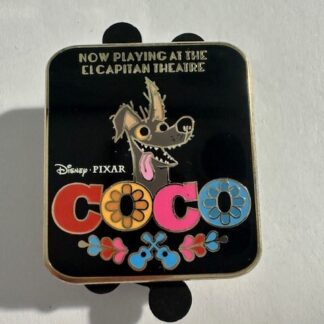 NOW PLAYING AT THE
EL CAPITAN THEATRE
Disney · PIXAR
COCO